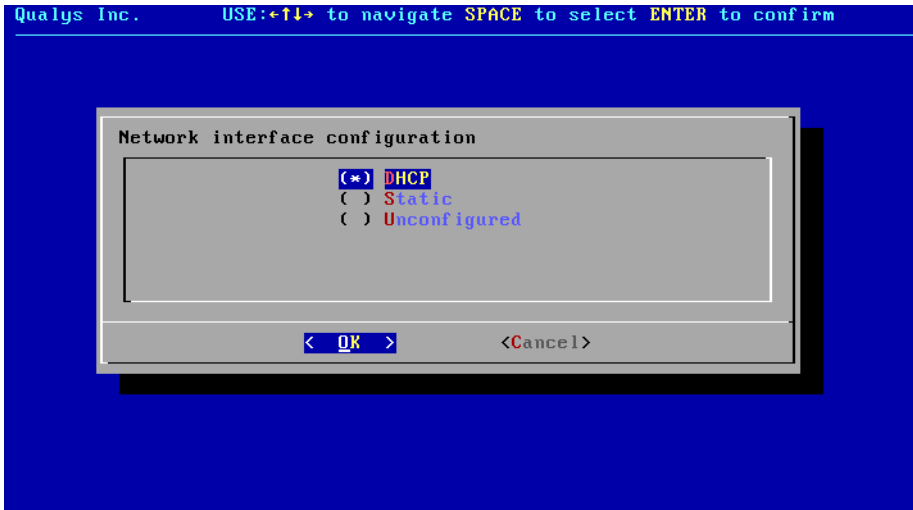 Qualys Inc. USE:←↑↓→ to navigate SPACE to select ENTER to confirm
Network interface configuration
(*) DHCP
( ) Static
( ) Unconfigured
< OK > <Cancel>